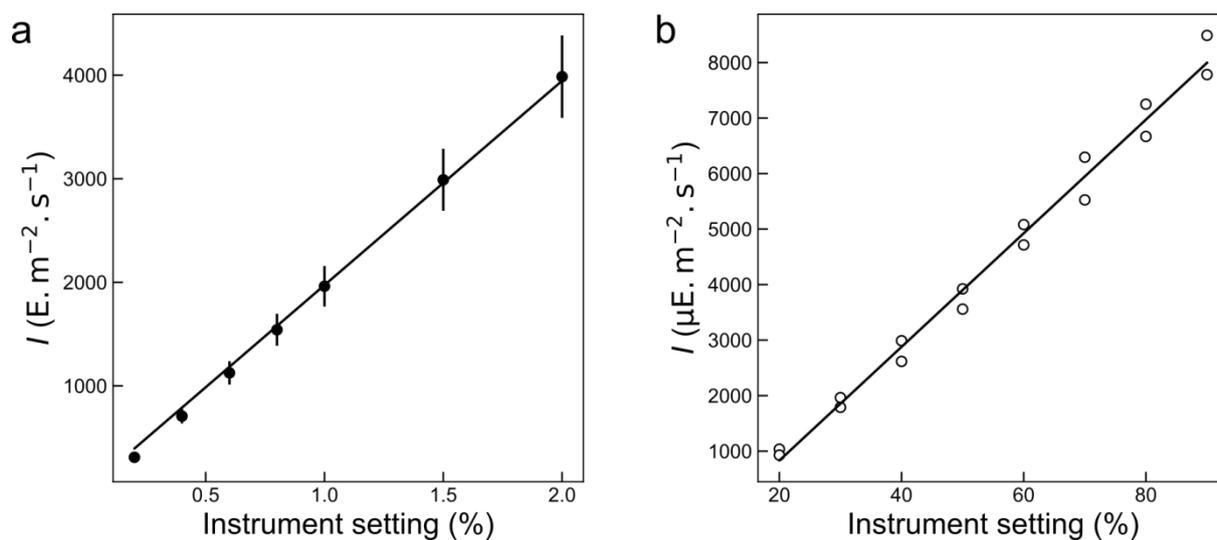 a
4000
3000
2000
1000
I (E. m⁻². s⁻¹)
0.5 1.0 1.5 2.0
Instrument setting (%)
b
8000
7000
6000
5000
4000
3000
2000
1000
I (µE. m⁻². s⁻¹)
20 40 60 80
Instrument setting (%)